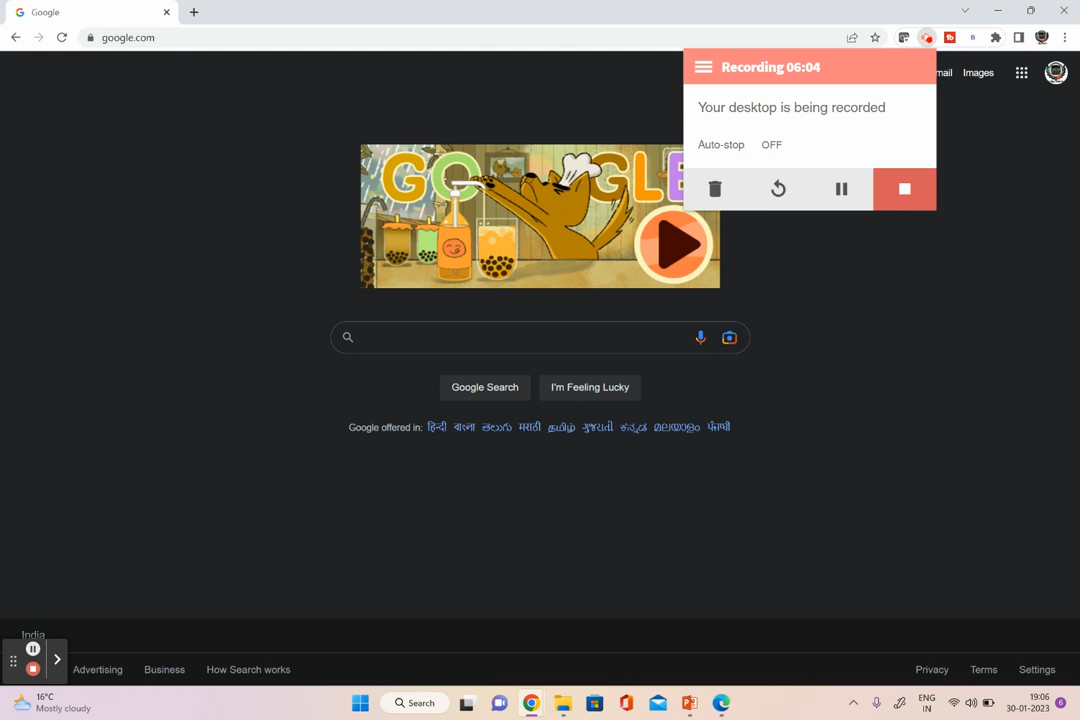 Google
google.com
Recording 06:04
Your desktop is being recorded
Auto-stop OFF
Images
GOOGLE
Google Search
I'm Feeling Lucky
Google offered in: हिन्दी বাংলা తెలుగు मराठी தமிழ் ગુજરાતી ಕನ್ನಡ മലയാളം ਪੰਜਾਬੀ
India
Advertising Business How Search works
Privacy Terms Settings
16°C
Mostly cloudy
Search
ENG
IN
19:06
30-01-2023
6